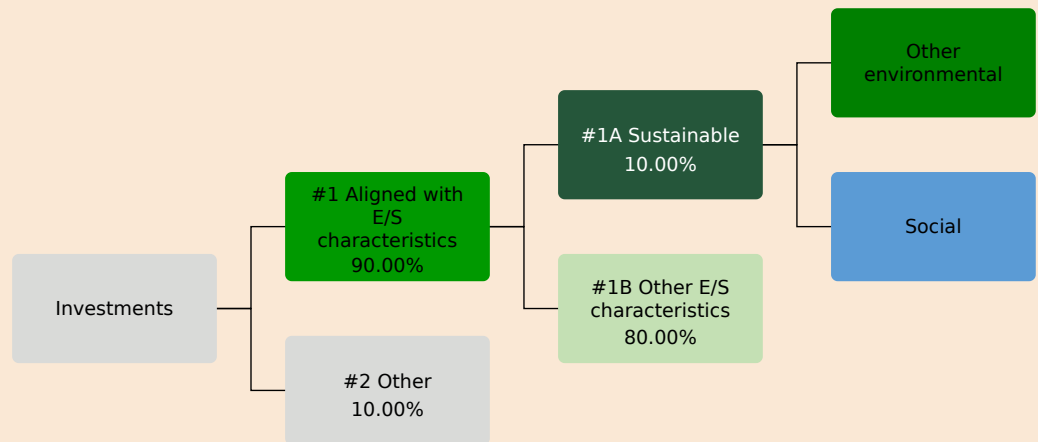 Investments
#1 Aligned with
E/S
characteristics
90.00%
#2 Other
10.00%
#1A Sustainable
10.00%
#1B Other E/S
characteristics
80.00%
Other
environmental
Social